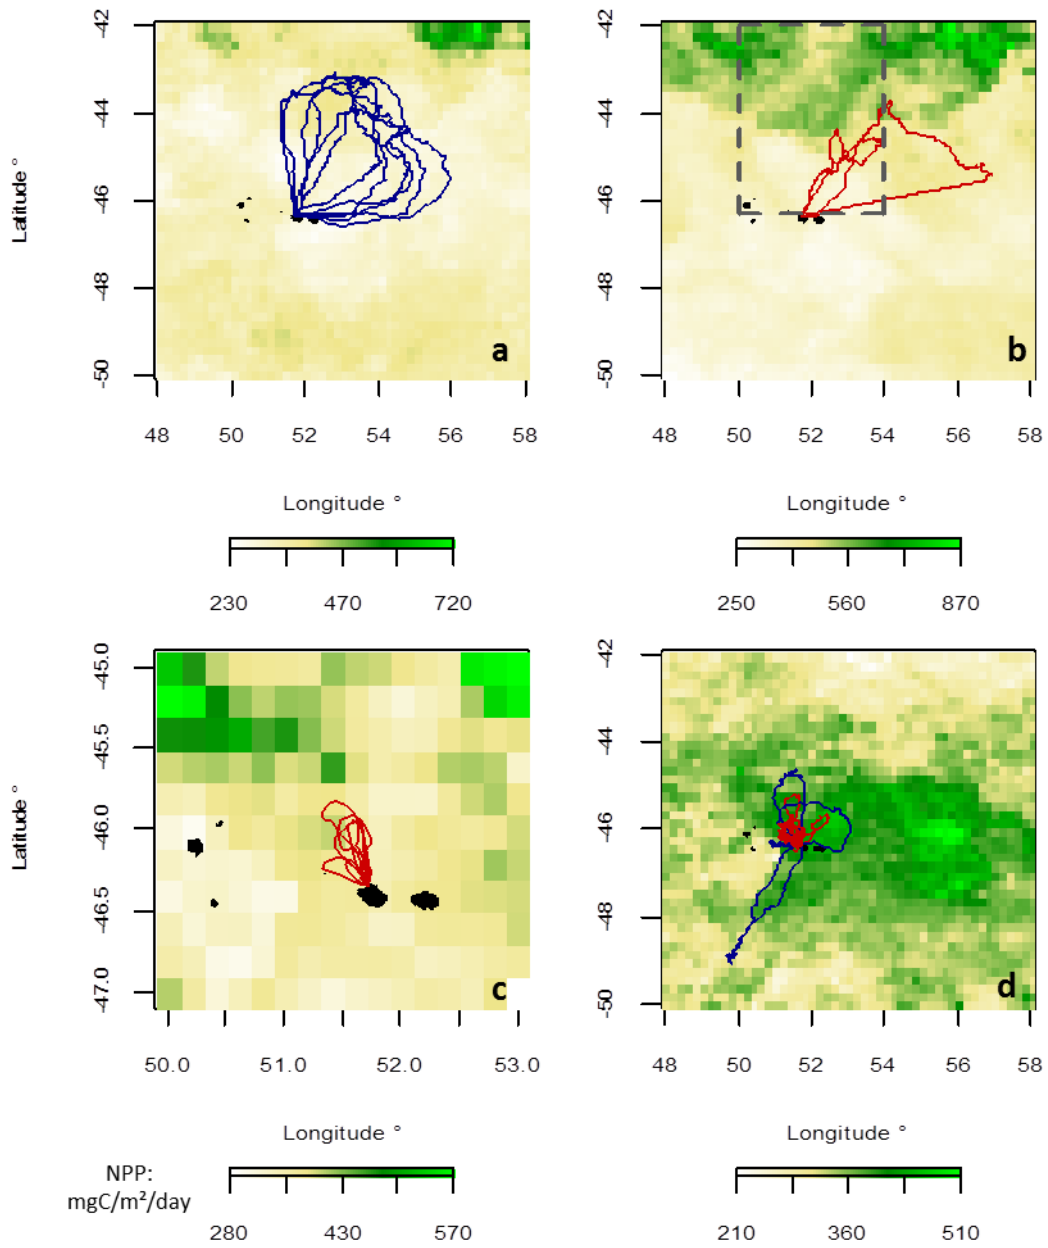 -42
-44
-46
-48
-50
Latitude °
a
48 50 52 54 56 58
Longitude °
230 470 720
-42
-44
-46
-48
-50
b
48 50 52 54 56 58
Longitude °
250 560 870
-45.0
-45.5
-46.0
-46.5
-47.0
Latitude °
c
50.0 51.0 52.0 53.0
Longitude °
NPP:
mgC/m²/day
280 430 570
-42
-44
-46
-48
-50
d
48 50 52 54 56 58
Longitude °
210 360 510